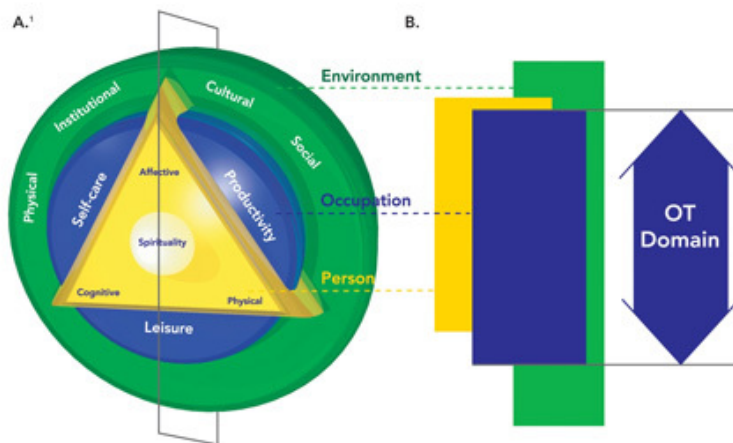 A.¹
B.
Environment
Occupation
Person
Institutional
Cultural
Social
Physical
Self-care
Productivity
Leisure
Affective
Spirituality
Cognitive
Physical
OT
Domain